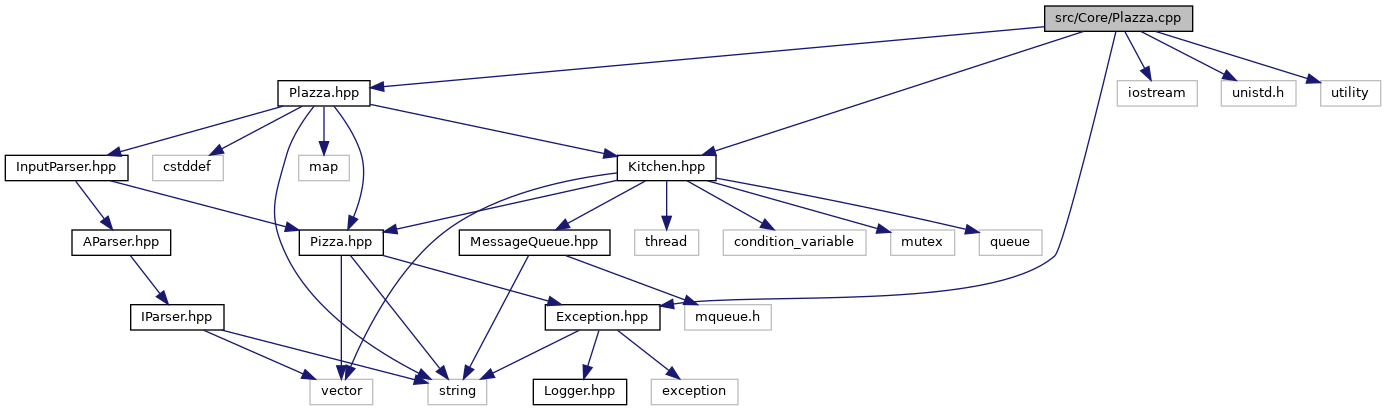 src/Core/Plazza.cpp
Plazza.hpp
iostream
unistd.h
utility
InputParser.hpp
cstddef
map
Kitchen.hpp
AParser.hpp
Pizza.hpp
MessageQueue.hpp
thread
condition_variable
mutex
queue
IParser.hpp
Exception.hpp
mqueue.h
vector
string
Logger.hpp
exception